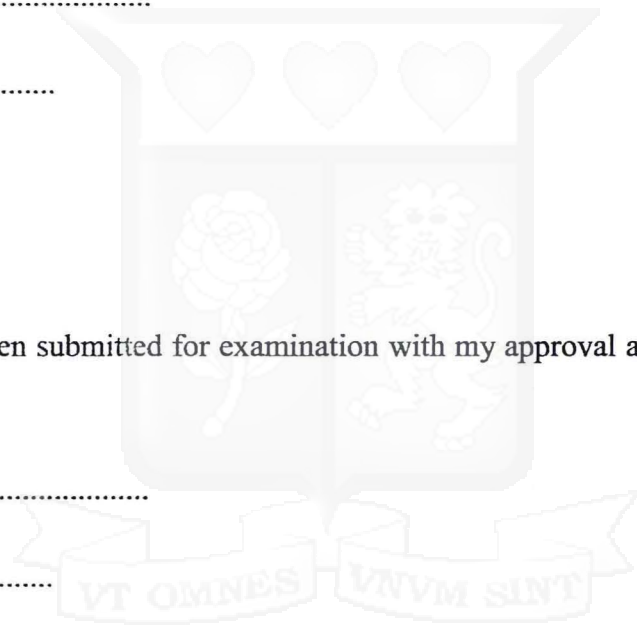 ....................
.......
en submitted for examination with my approval a
....................
.......
VT OMNES VNVM SINT